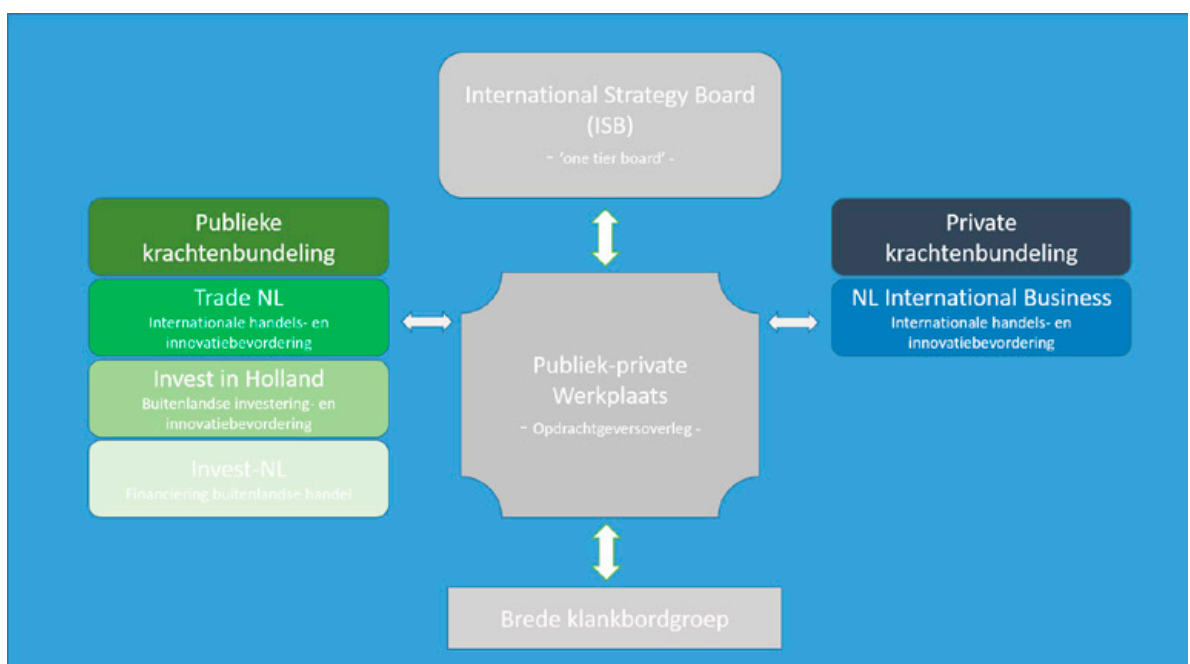 International Strategy Board
(ISB)
- 'one tier board' -
Publieke
krachtenbundeling
Trade NL
Internationale handels- en
innovatiebevordering
Invest in Holland
Buitenlandse investering- en
innovatiebevordering
Invest-NL
Financiering buitenlandse handel
Publiek-private
Werkplaats
- Opdrachtgeversoverleg -
Private
krachtenbundeling
NL International Business
Internationale handels- en
innovatiebevordering
Brede klankbordgroep